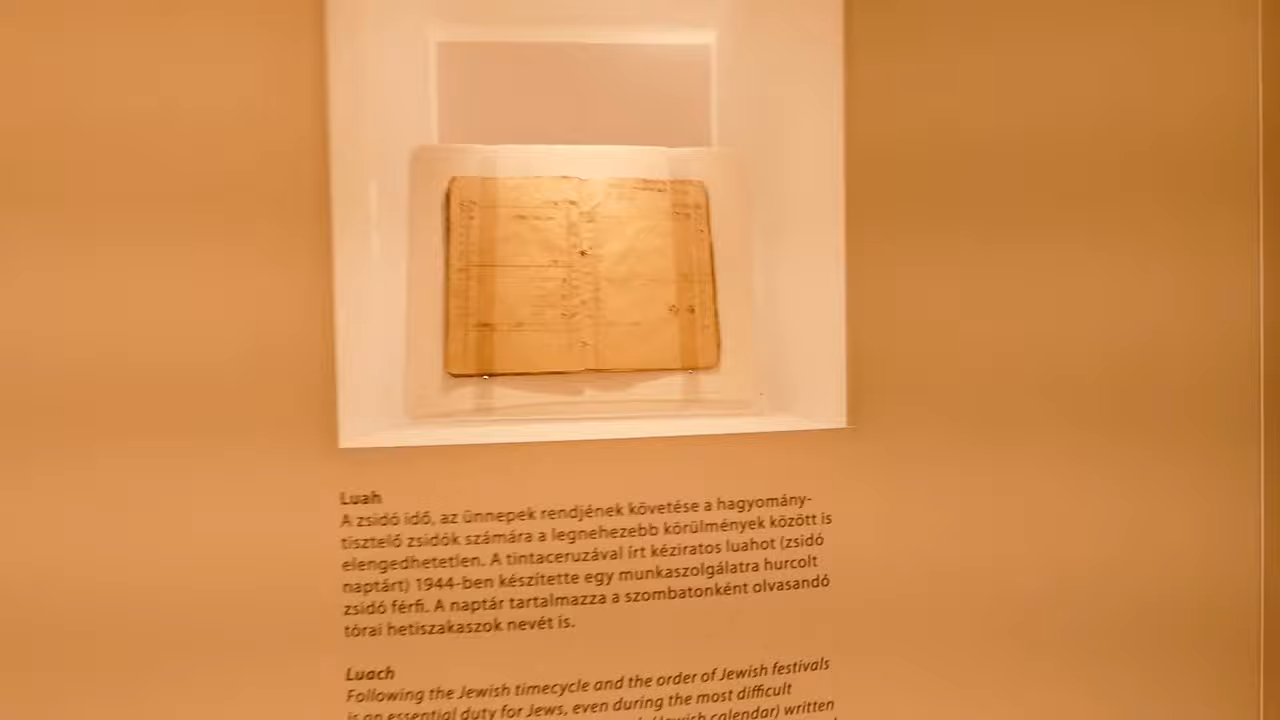 Luah
A zsidó idő, az ünnepek rendjének követése a hagyomány-
tisztelő zsidók számára a legnehezebb körülmények között is
elengedhetetlen. A tintaceruzával írt kéziratos luahot (zsidó
naptárt) 1944-ben készítette egy munkaszolgálatra hurcolt
zsidó férfi. A naptár tartalmazza a szombatonként olvasandó
tórai hetiszakaszok nevét is.
Luach
Following the Jewish timecycle and the order of Jewish festivals
is an essential duty for Jews, even during the most difficult
(Jewish calendar) written